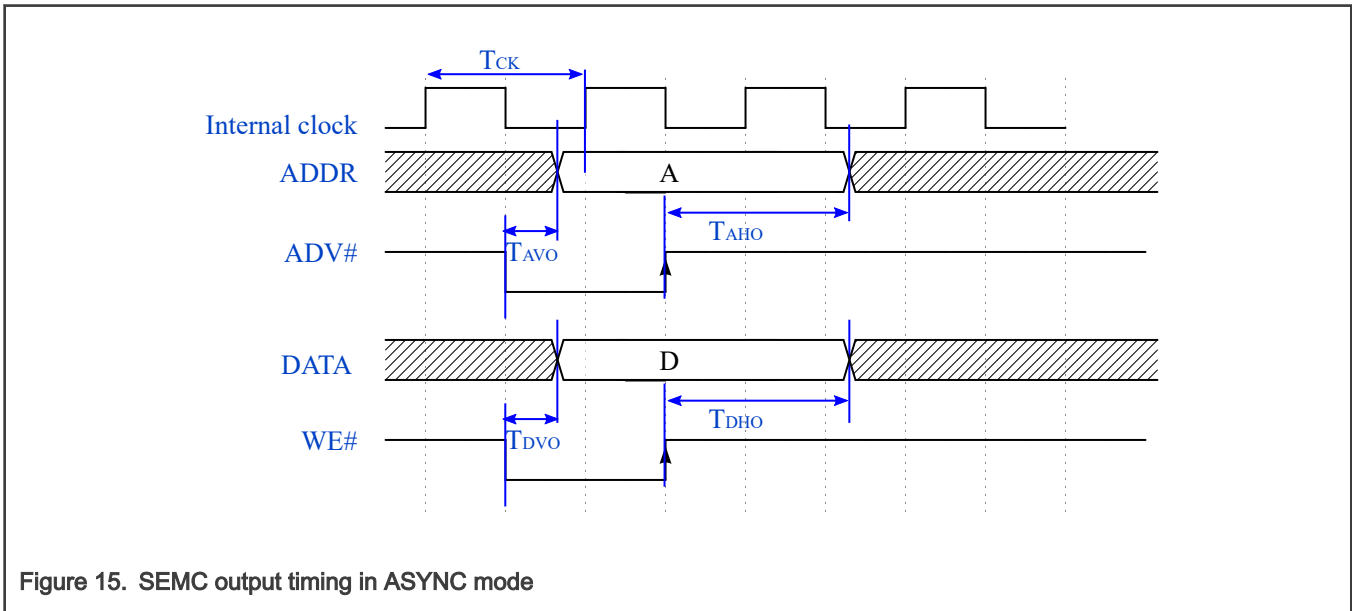 TCK
Internal clock
ADDR
A
TAHO
ADV#
TAVO
DATA
D
TDHO
WE#
TDVO
Figure 15. SEMC output timing in ASYNC mode